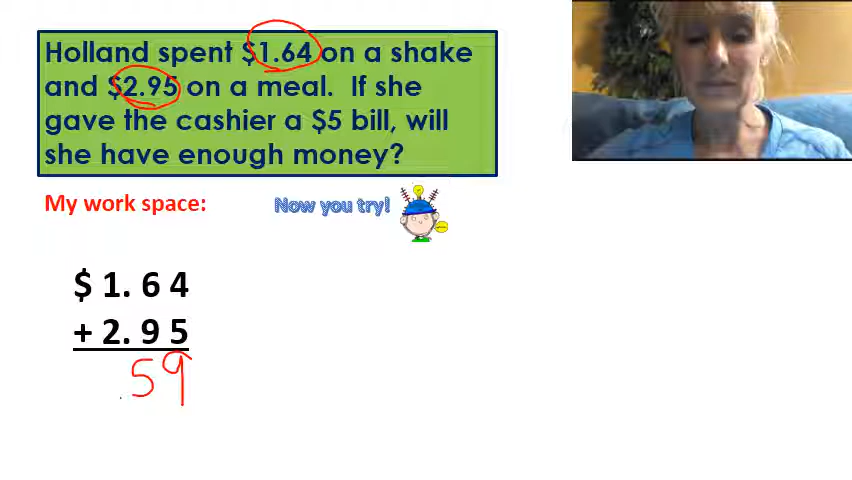 Holland spent $1.64 on a shake
and $2.95 on a meal. If she
gave the cashier a $5 bill, will
she have enough money?
My work space:
Now you try!
$ 1. 6 4
+ 2. 9 5
. 5 9